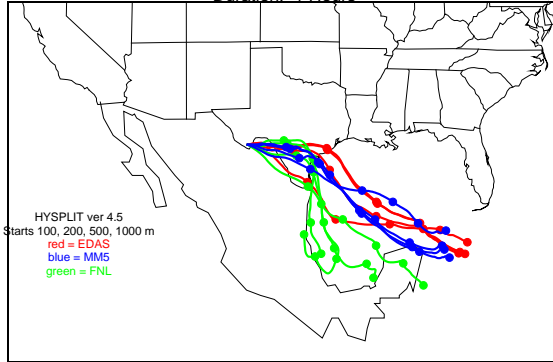 HYSPLIT ver 4.5
Starts 100, 200, 500, 1000 m
red = EDAS
blue = MM5
green = FNL